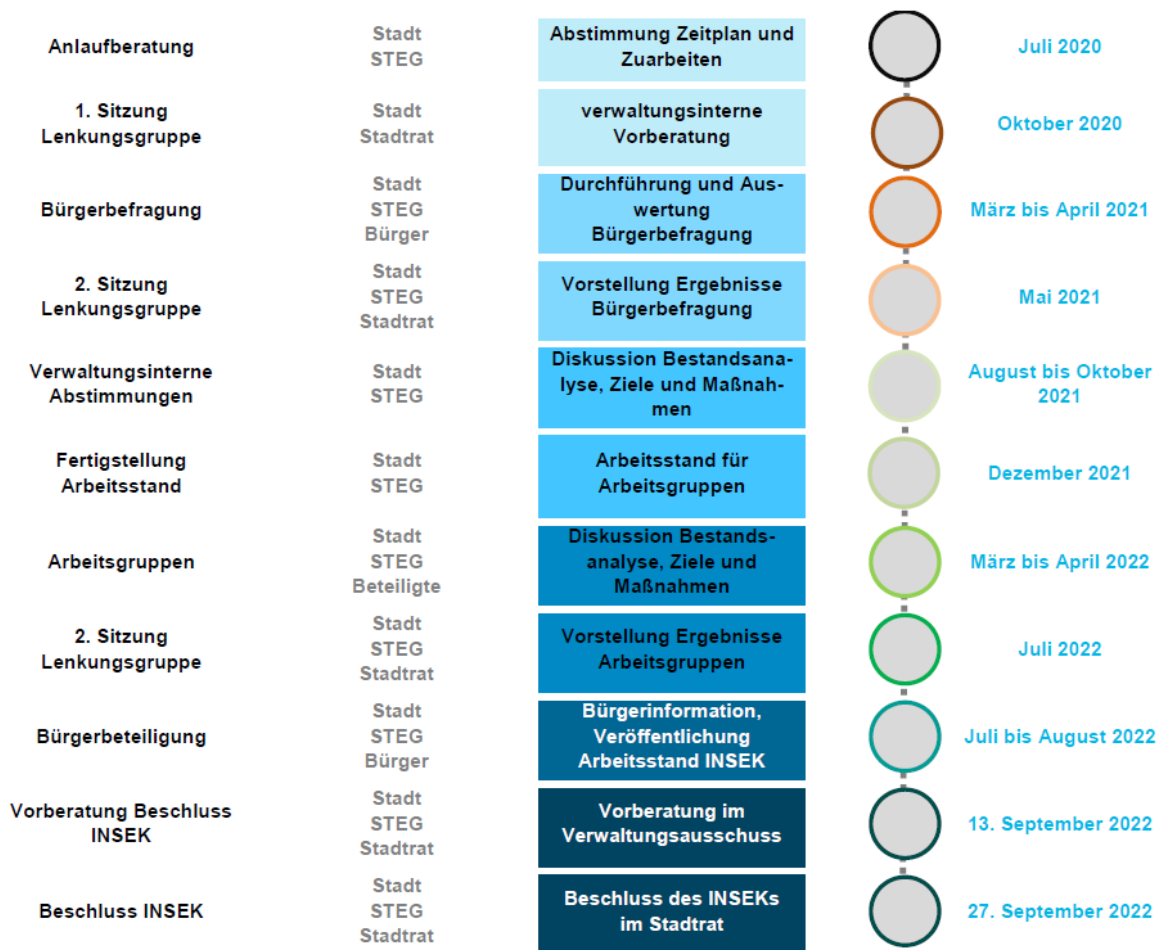 Anlaufberatung
Stadt
STEG
Abstimmung Zeitplan und
Zuarbeiten
Juli 2020
1. Sitzung
Lenkungsgruppe
Stadt
Stadtrat
verwaltungsinterne
Vorberatung
Oktober 2020
Bürgerbefragung
Stadt
STEG
Bürger
Durchführung und Aus-
wertung
Bürgerbefragung
März bis April 2021
2. Sitzung
Lenkungsgruppe
Stadt
STEG
Stadtrat
Vorstellung Ergebnisse
Bürgerbefragung
Mai 2021
Verwaltungsinterne
Abstimmungen
Stadt
STEG
Diskussion Bestandsana-
lyse, Ziele und Maßnah-
men
August bis Oktober
2021
Fertigstellung
Arbeitsstand
Stadt
STEG
Arbeitsstand für
Arbeitsgruppen
Dezember 2021
Arbeitsgruppen
Stadt
STEG
Beteiligte
Diskussion Bestands-
analyse, Ziele und
Maßnahmen
März bis April 2022
2. Sitzung
Lenkungsgruppe
Stadt
STEG
Stadtrat
Vorstellung Ergebnisse
Arbeitsgruppen
Juli 2022
Bürgerbeteiligung
Stadt
STEG
Bürger
Bürgerinformation,
Veröffentlichung
Arbeitsstand INSEK
Juli bis August 2022
Vorberatung Beschluss
INSEK
Stadt
STEG
Stadtrat
Vorberatung im
Verwaltungsausschuss
13. September 2022
Beschluss INSEK
Stadt
STEG
Stadtrat
Beschluss des INSEKs
im Stadtrat
27. September 2022